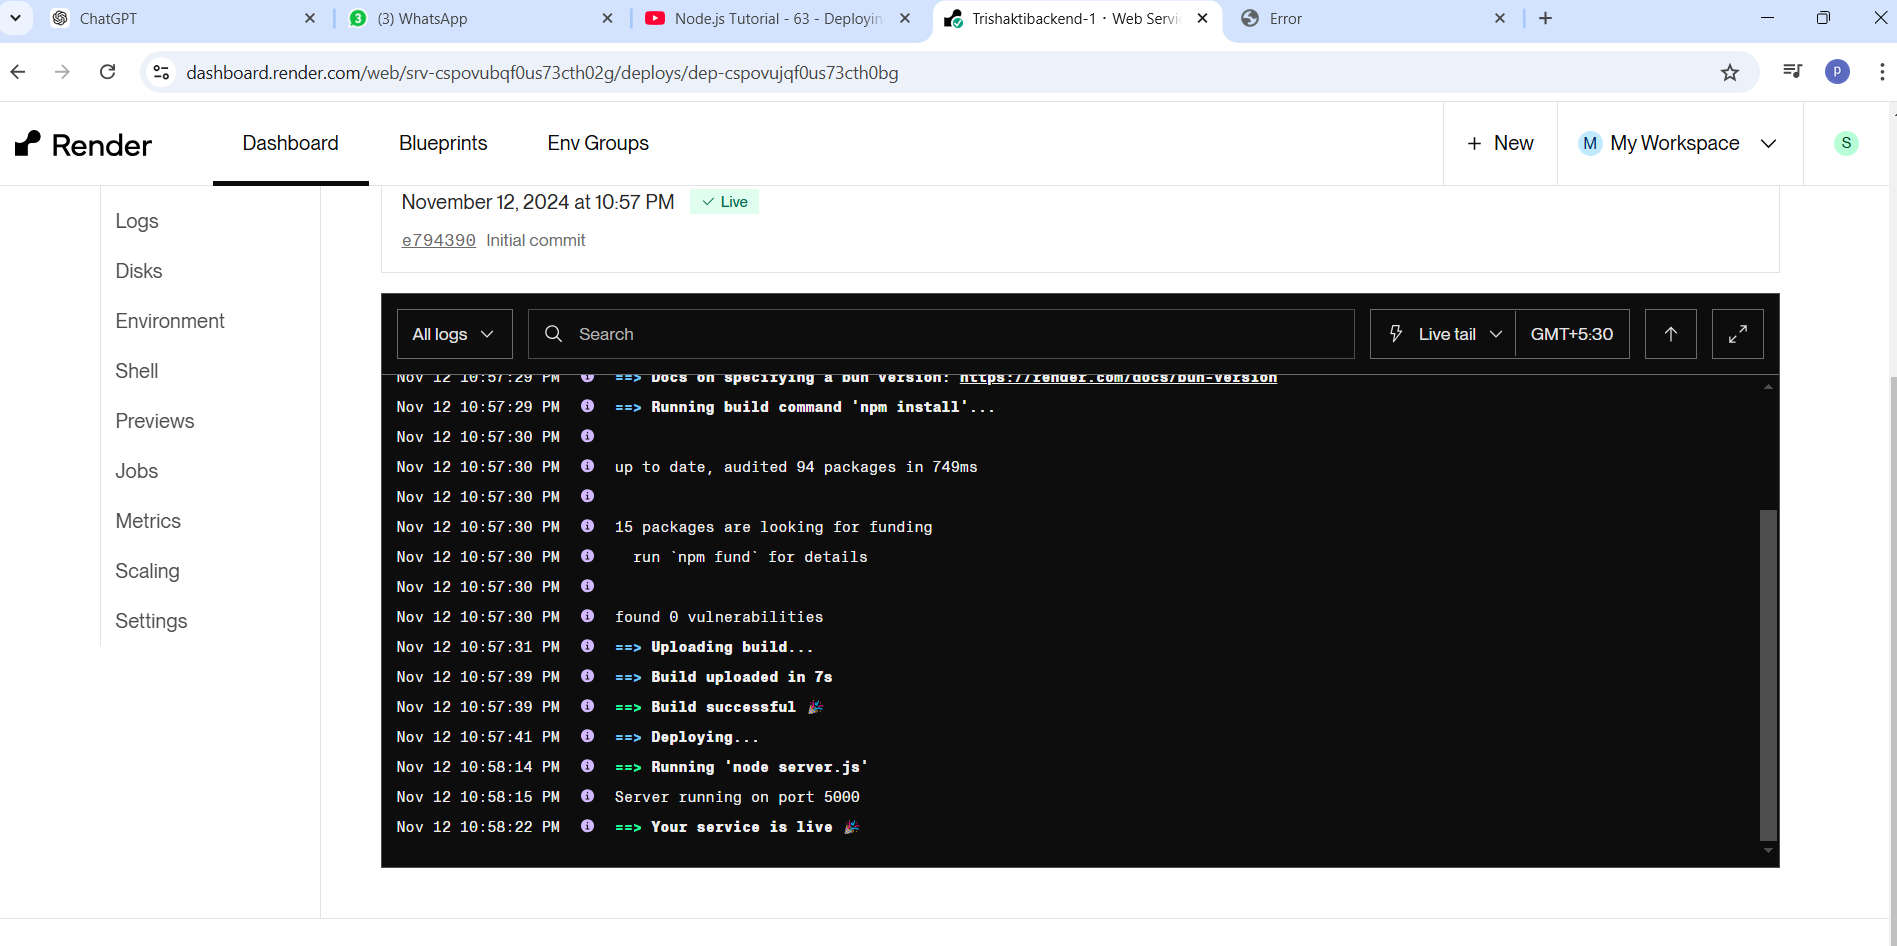 ChatGPT
(3) WhatsApp
Node.js Tutorial - 63 - Deployin
Trishaktibackend-1 · Web Servi
Error
dashboard.render.com/web/srv-cspovubqf0us73cth02g/deploys/dep-cspovujqf0us73cth0bg
p
Render
Dashboard
Blueprints
Env Groups
+ New
M My Workspace
S
Logs
Disks
Environment
Shell
Previews
Jobs
Metrics
Scaling
Settings
November 12, 2024 at 10:57 PM
Live
e794390 Initial commit
All logs
Search
Live tail
GMT+5:30
Nov 12 10:57:29 PM ==> Docs on specifying a bun version: https://render.com/docs/bun-version
Nov 12 10:57:29 PM ==> Running build command 'npm install'...
Nov 12 10:57:30 PM
Nov 12 10:57:30 PM up to date, audited 94 packages in 749ms
Nov 12 10:57:30 PM
Nov 12 10:57:30 PM 15 packages are looking for funding
Nov 12 10:57:30 PM run `npm fund` for details
Nov 12 10:57:30 PM
Nov 12 10:57:30 PM found 0 vulnerabilities
Nov 12 10:57:31 PM ==> Uploading build...
Nov 12 10:57:39 PM ==> Build uploaded in 7s
Nov 12 10:57:39 PM ==> Build successful 🎉
Nov 12 10:57:41 PM ==> Deploying...
Nov 12 10:58:14 PM ==> Running 'node server.js'
Nov 12 10:58:15 PM Server running on port 5000
Nov 12 10:58:22 PM ==> Your service is live 🎉